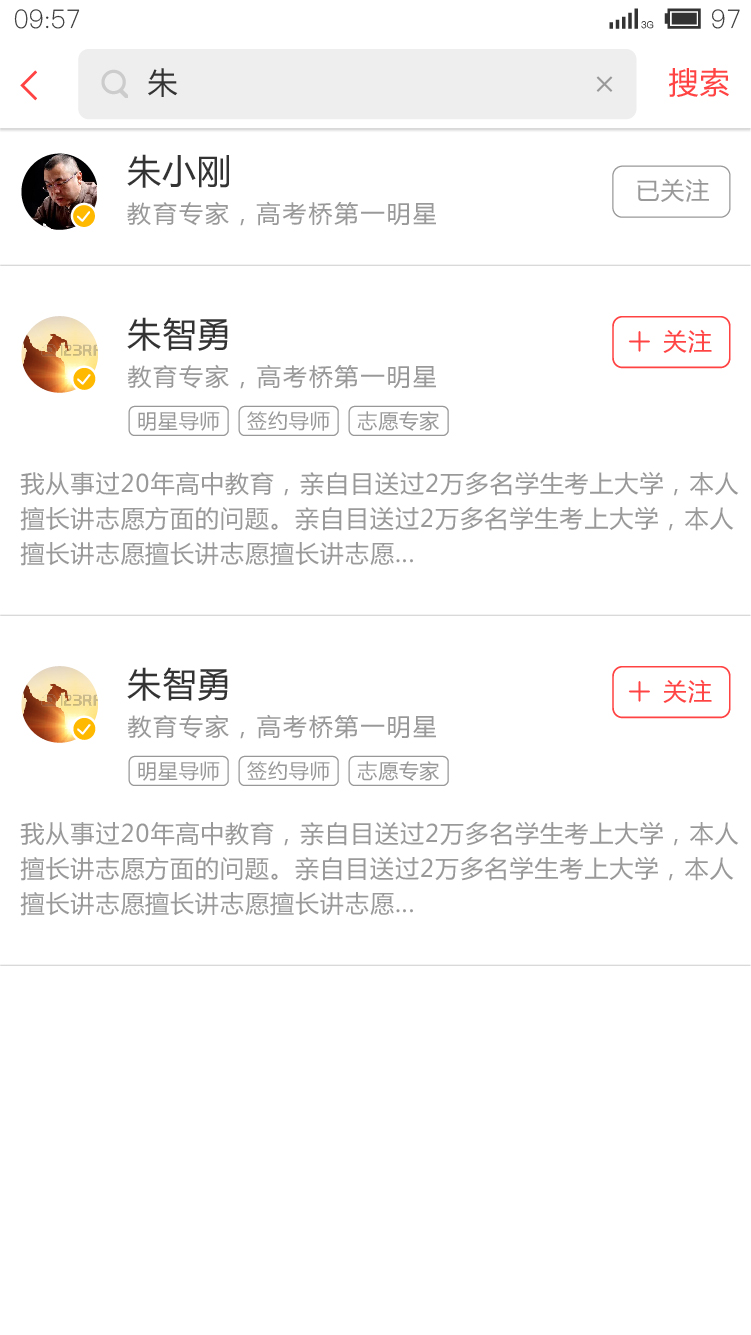 09:57
3G
97
朱
×
搜索
朱小刚
教育专家，高考桥第一明星
已关注
朱智勇
教育专家，高考桥第一明星
+ 关注
明星导师 签约导师 志愿专家
我从事过20年高中教育，亲自目送过2万多名学生考上大学，本人
擅长讲志愿方面的问题。亲自目送过2万多名学生考上大学，本人
擅长讲志愿擅长讲志愿擅长讲志愿...
朱智勇
教育专家，高考桥第一明星
+ 关注
明星导师 签约导师 志愿专家
我从事过20年高中教育，亲自目送过2万多名学生考上大学，本人
擅长讲志愿方面的问题。亲自目送过2万多名学生考上大学，本人
擅长讲志愿擅长讲志愿擅长讲志愿...